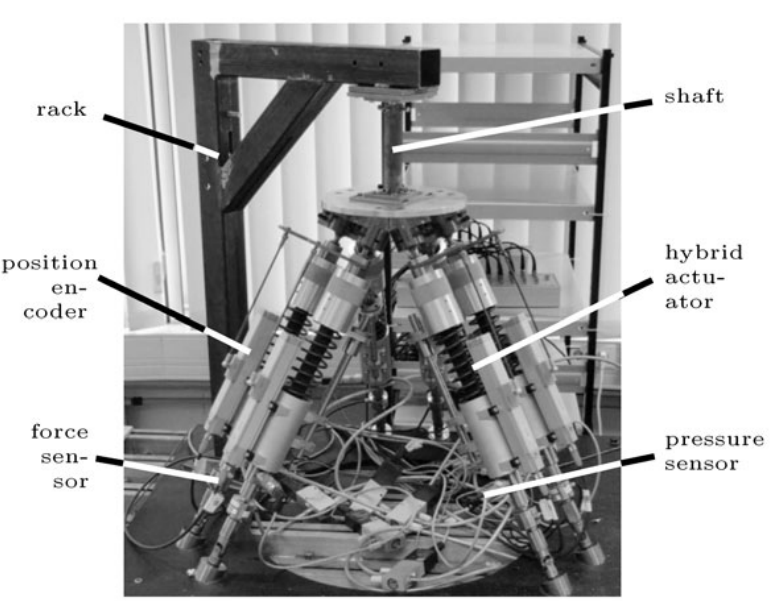 rack
shaft
position
en-
coder
hybrid
actu-
ator
force
sen-
sor
pressure
sensor